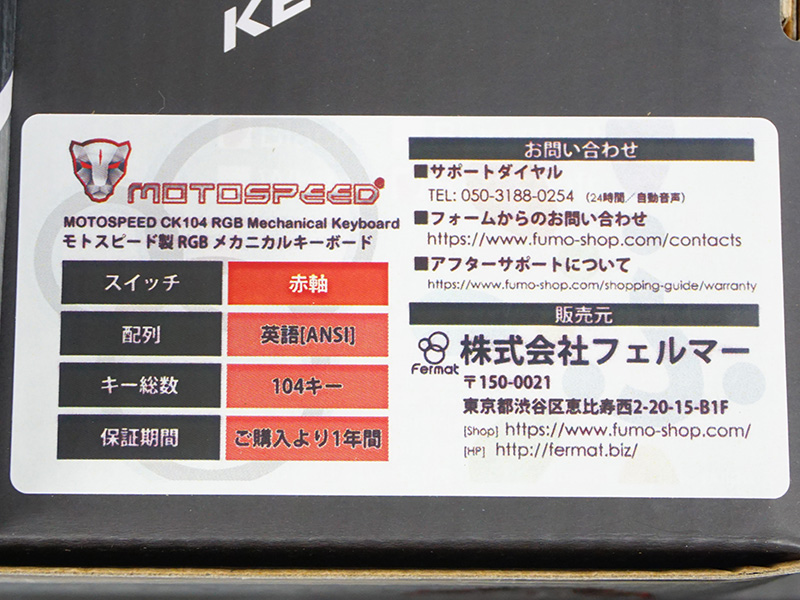 KE
MOTOSPEED
MOTOSPEED CK104 RGB Mechanical Keyboard
モトスピード製 RGB メカニカルキーボード
スイッチ 赤軸
配列 英語[ANSI]
キー総数 104キー
保証期間 ご購入より1年間
お問い合わせ
■サポートダイヤル
TEL: 050-3188-0254 (24時間／自動音声)
■フォームからのお問い合わせ
https://www.fumo-shop.com/contacts
■アフターサポートについて
https://www.fumo-shop.com/shopping-guide/warranty
販売元
Fermat 株式会社フェルマー
〒150-0021
東京都渋谷区恵比寿西2-20-15-B1F
[Shop] https://www.fumo-shop.com/
[HP] http://fermat.biz/